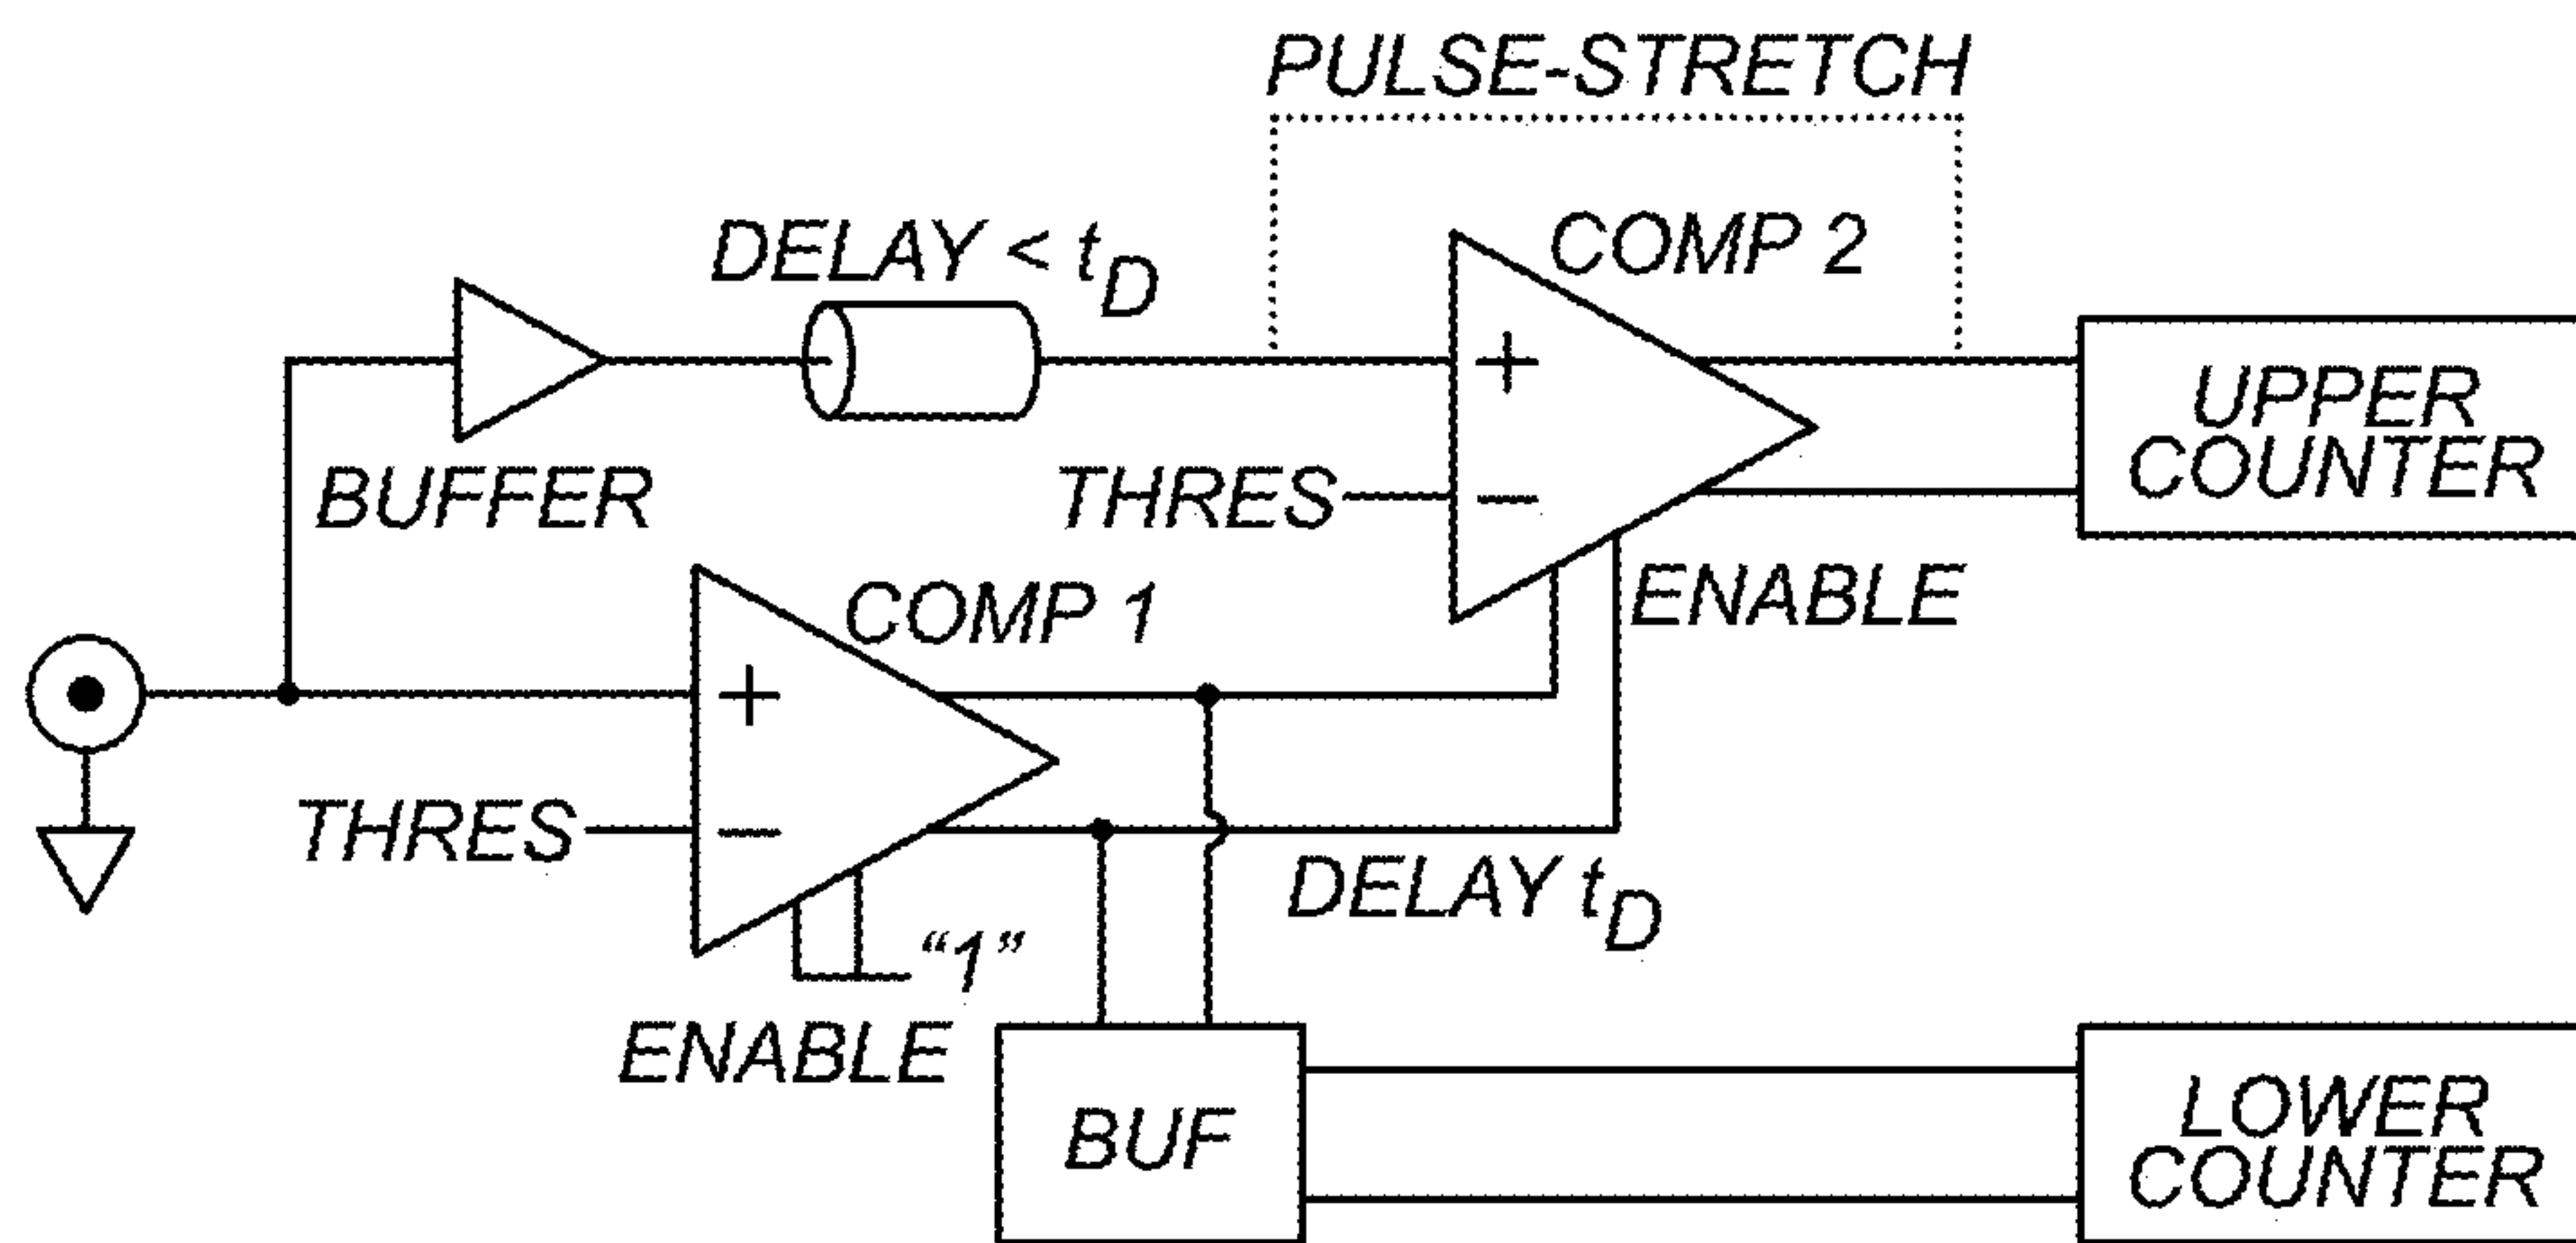 PULSE-STRETCH
DELAY < tD
COMP 2
BUFFER
THRES
+
−
UPPER
COUNTER
ENABLE
COMP 1
+
THRES
−
DELAY tD
“1”
ENABLE
BUF
LOWER
COUNTER